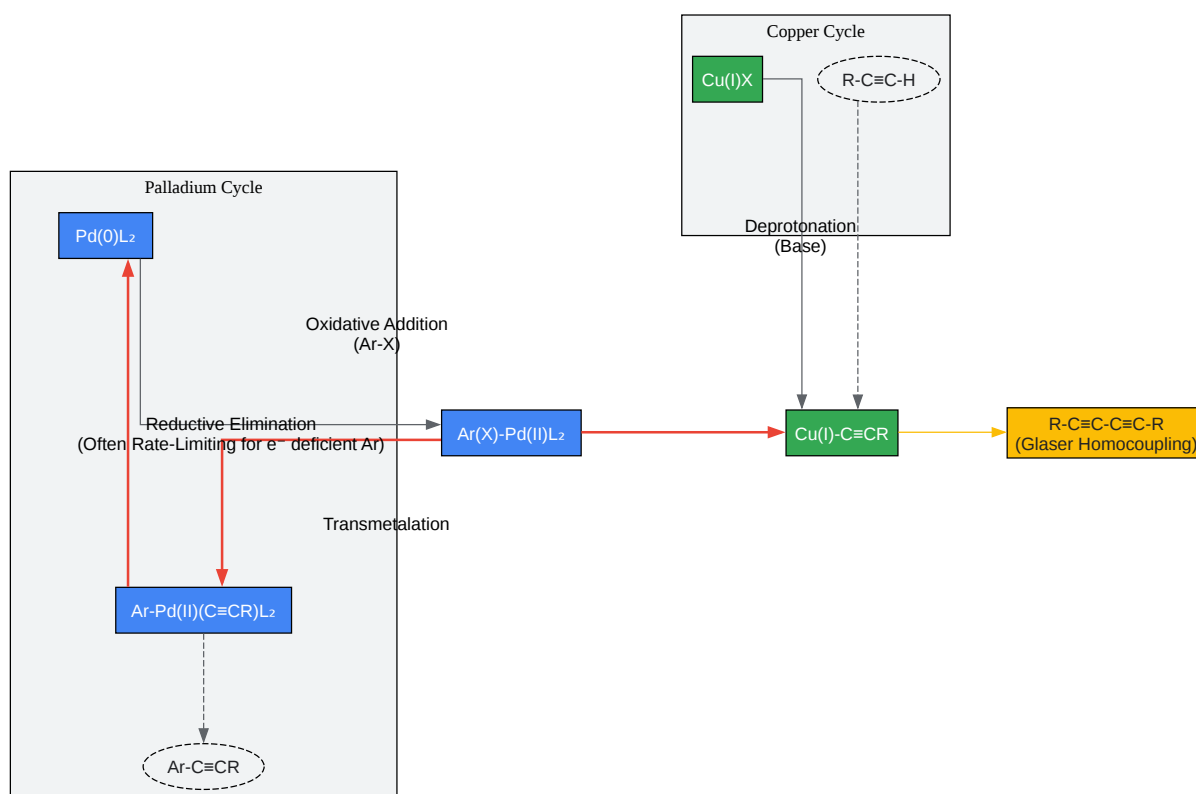 Copper Cycle
Cu(I)X
R-C≡C-H
Palladium Cycle
Pd(0)L₂
Deprotonation
(Base)
Oxidative Addition
(Ar-X)
Reductive Elimination
(Often Rate-Limiting for e⁻ deficient Ar)
Ar(X)-Pd(II)L₂
Cu(I)-C≡CR
R-C≡C-C≡C-R
(Glaser Homocoupling)
Transmetalation
Ar-Pd(II)(C≡CR)L₂
Ar-C≡CR